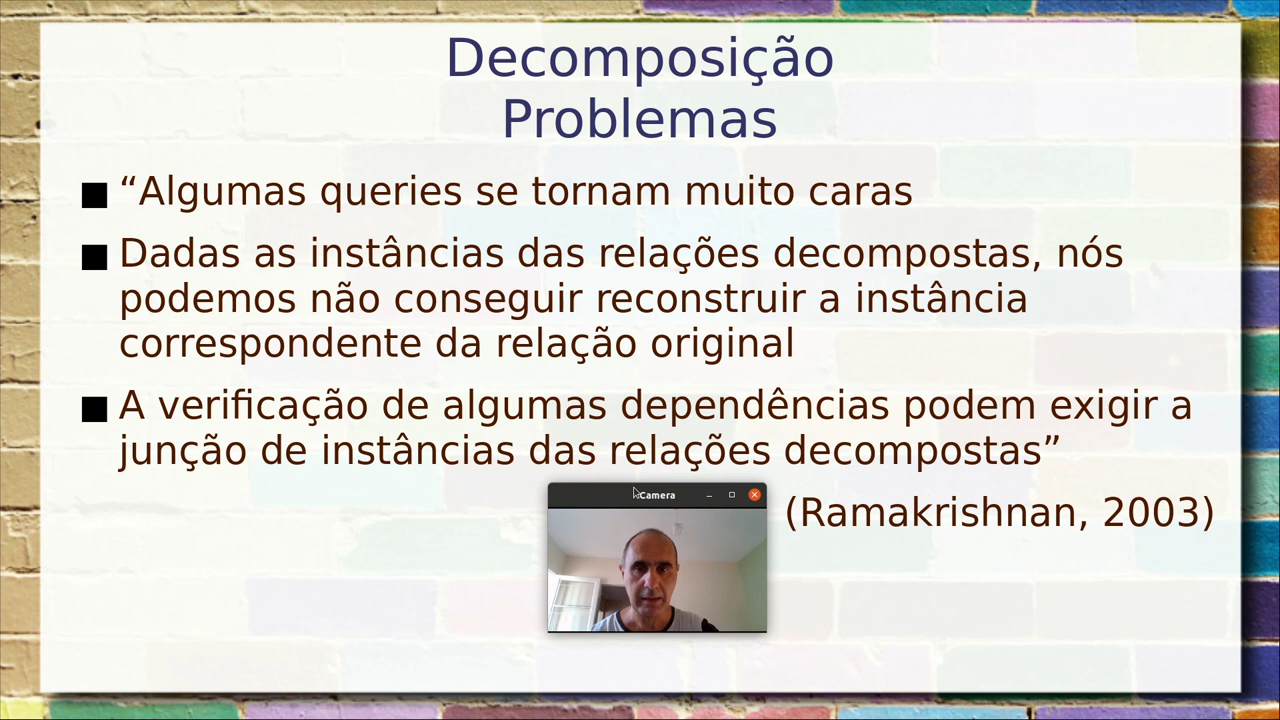 Decomposição
Problemas
“Algumas queries se tornam muito caras
Dadas as instâncias das relações decompostas, nós
podemos não conseguir reconstruir a instância
correspondente da relação original
A verificação de algumas dependências podem exigir a
junção de instâncias das relações decompostas”
(Ramakrishnan, 2003)
Camera